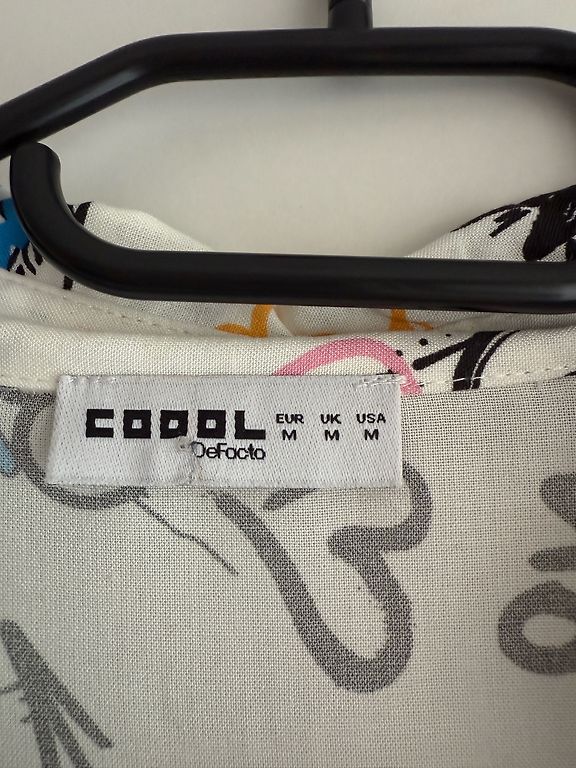 COOOL
DeFacto
EUR UK USA
M M M